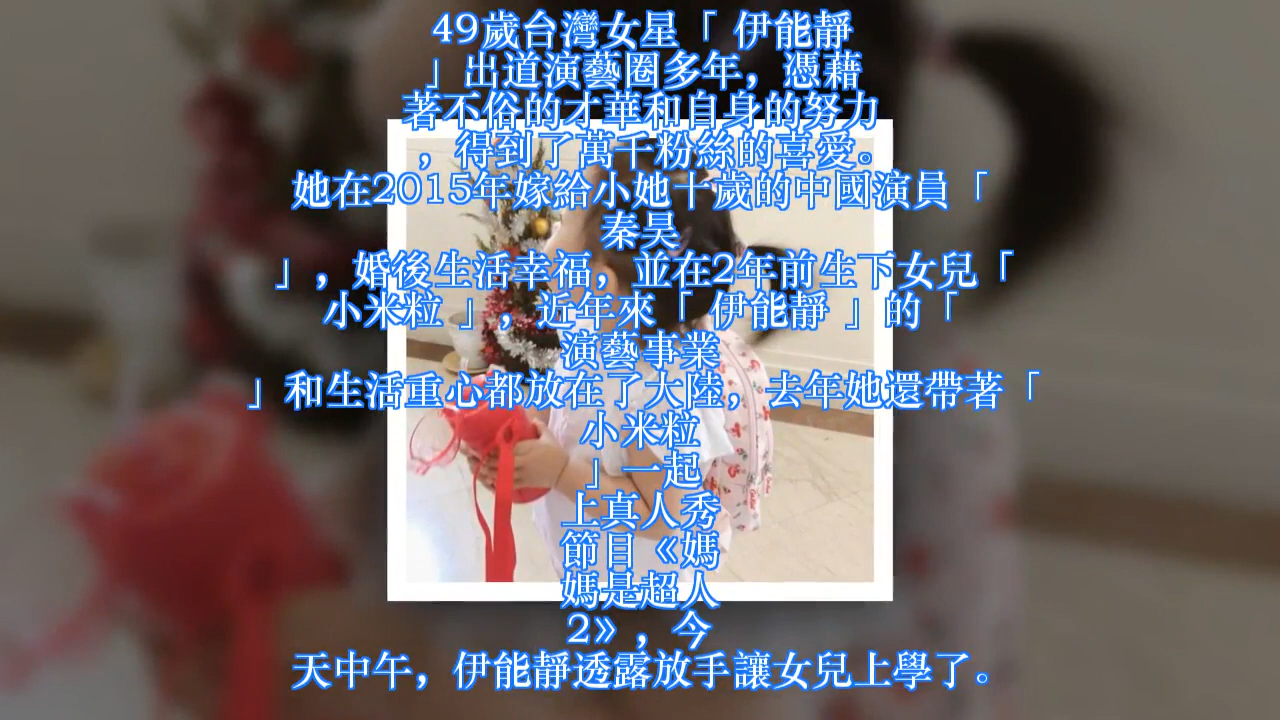 49歲台灣女星「 伊能靜
」出道演藝圈多年，憑藉
著不俗的才華和自身的努力
，得到了萬千粉絲的喜愛。
她在2015年嫁給小她十歲的中國演員「
秦昊
」，婚後生活幸福，並在2年前生下女兒「
小米粒 」，近年來「 伊能靜 」的「
演藝事業
」和生活重心都放在了大陸，去年她還帶著「
小米粒
」一起
上真人秀
節目《媽
媽是超人
2》，今
天中午，伊能靜透露放手讓女兒上學了。